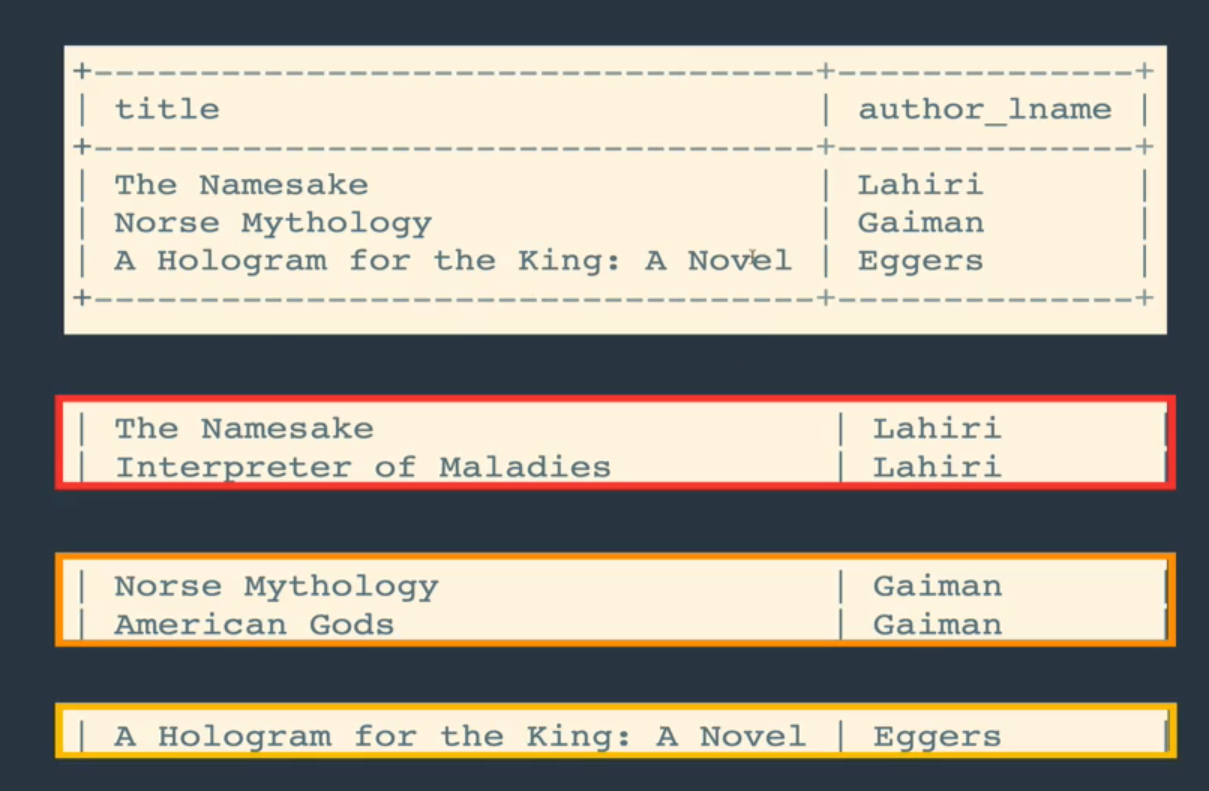 +----------------------------------+--------------+
| title                            | author_lname |
+----------------------------------+--------------+
| The Namesake                     | Lahiri       |
| Norse Mythology                  | Gaiman       |
| A Hologram for the King: A Novel | Eggers       |
+----------------------------------+--------------+
| The Namesake                     | Lahiri       |
| Interpreter of Maladies          | Lahiri       |
| Norse Mythology                  | Gaiman       |
| American Gods                    | Gaiman       |
| A Hologram for the King: A Novel | Eggers       |